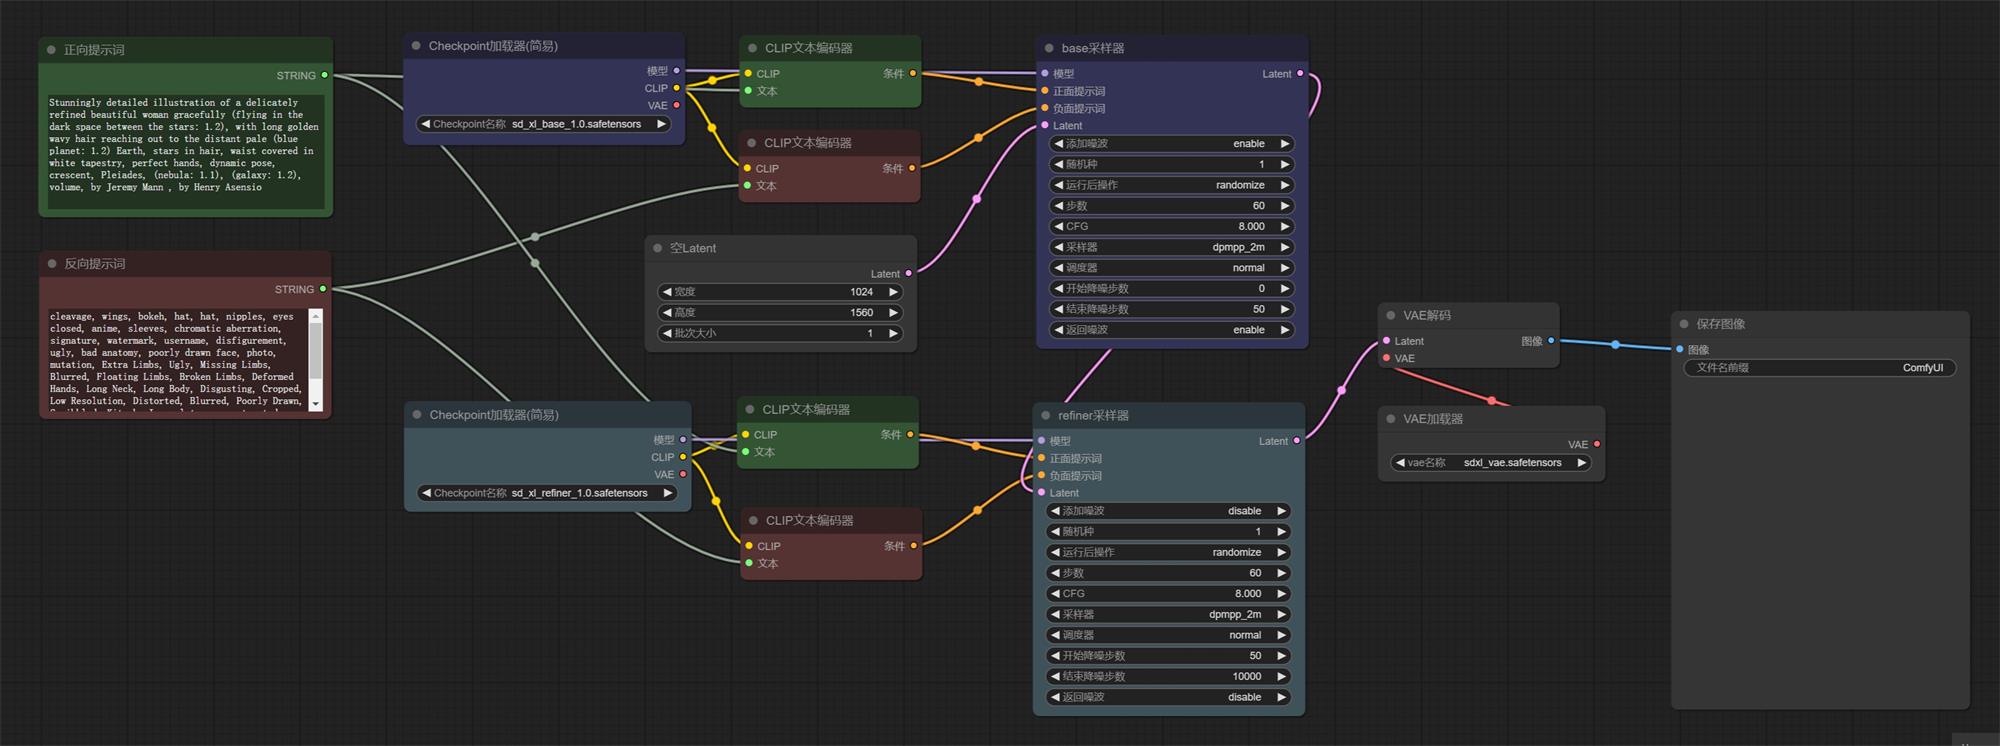 正向提示词
STRING
Stunningly detailed illustration of a delicately
refined beautiful woman gracefully (flying in the
dark space between the stars: 1.2), with long golden
wavy hair reaching out to the distant pale (blue
planet: 1.2) Earth, stars in hair, waist covered in
white tapestry, perfect hands, dynamic pose,
crescent, Pleiades, (nebula: 1.1), (galaxy: 1.2),
volume, by Jeremy Mann , by Henry Asensio
反向提示词
STRING
cleavage, wings, bokeh, hat, hat, nipples, eyes
closed, anime, sleeves, chromatic aberration,
signature, watermark, username, disfigurement,
ugly, bad anatomy, poorly drawn face, photo,
mutation, Extra Limbs, Ugly, Missing Limbs,
Blurred, Floating Limbs, Broken Limbs, Deformed
Hands, Long Neck, Long Body, Disgusting, Cropped,
Low Resolution, Distorted, Blurred, Poorly Drawn,
Checkpoint加载器(简易)
模型
CLIP
VAE
Checkpoint名称 sd_xl_base_1.0.safetensors
CLIP文本编码器
CLIP 条件
文本
CLIP文本编码器
CLIP 条件
文本
空Latent
Latent
宽度 1024
高度 1560
批次大小 1
Checkpoint加载器(简易)
模型
CLIP
VAE
Checkpoint名称 sd_xl_refiner_1.0.safetensors
CLIP文本编码器
CLIP 条件
文本
CLIP文本编码器
CLIP 条件
文本
base采样器
模型 Latent
正面提示词
负面提示词
Latent
添加噪波 enable
随机种 1
运行后操作 randomize
步数 60
CFG 8.000
采样器 dpmpp_2m
调度器 normal
开始降噪步数 0
结束降噪步数 50
返回噪波 enable
refiner采样器
模型 Latent
正面提示词
负面提示词
Latent
添加噪波 disable
随机种 1
运行后操作 randomize
步数 60
CFG 8.000
采样器 dpmpp_2m
调度器 normal
开始降噪步数 50
结束降噪步数 10000
返回噪波 disable
VAE解码
Latent 图像
VAE
VAE加载器
VAE
vae名称 sdxl_vae.safetensors
保存图像
图像
文件名前缀 ComfyUI